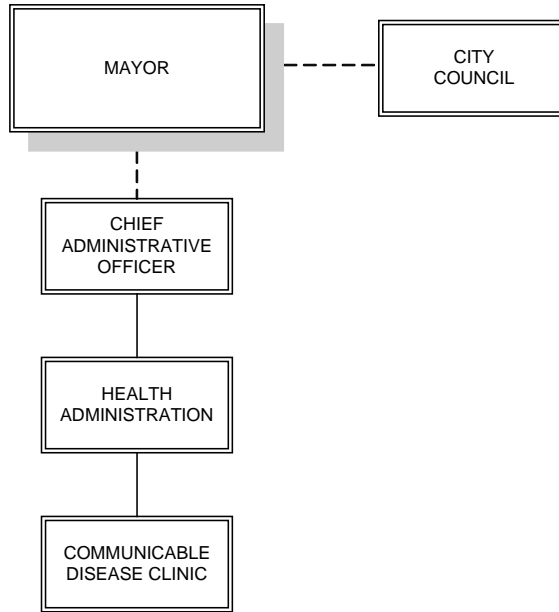 MAYOR
CITY
COUNCIL
CHIEF
ADMINISTRATIVE
OFFICER
HEALTH
ADMINISTRATION
COMMUNICABLE
DISEASE CLINIC